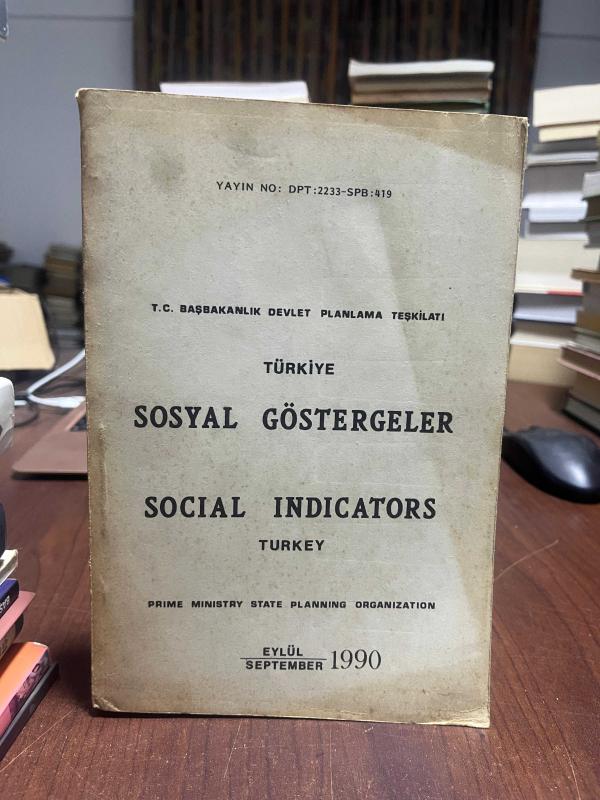 YAYIN NO: DPT:2233-SPB:419
T.C. BAŞBAKANLIK DEVLET PLANLAMA TEŞKİLATI
TÜRKİYE
SOSYAL GÖSTERGELER
SOCIAL INDICATORS
TURKEY
PRIME MINISTRY STATE PLANNING ORGANIZATION
EYLÜL
SEPTEMBER 1990